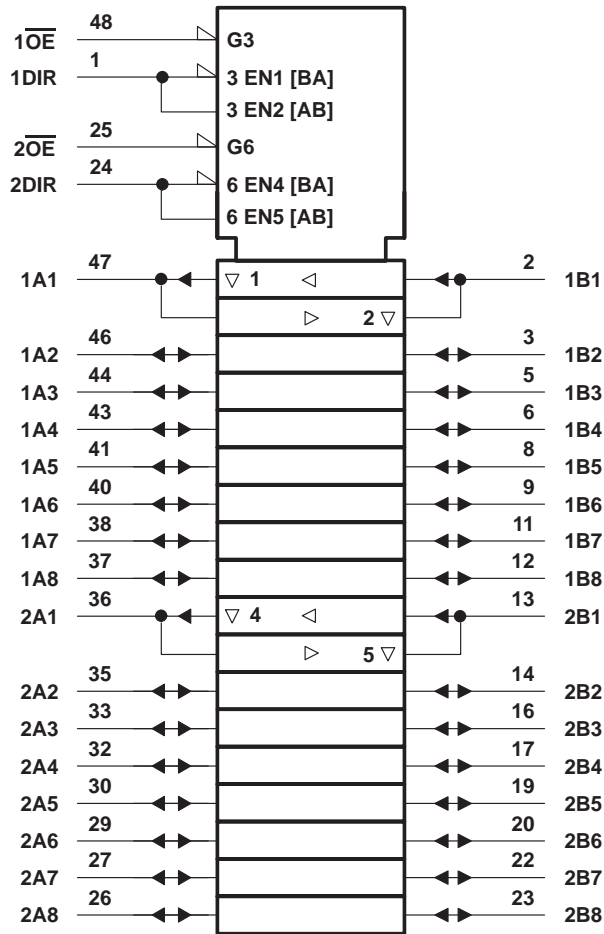 1OE 48 G3
1DIR 1 3 EN1 [BA]
3 EN2 [AB]
2OE 25 G6
2DIR 24 6 EN4 [BA]
6 EN5 [AB]
1A1 47 ▽ 1 ◁ 2 1B1
▷ 2 ▽
1A2 46 3 1B2
1A3 44 5 1B3
1A4 43 6 1B4
1A5 41 8 1B5
1A6 40 9 1B6
1A7 38 11 1B7
1A8 37 12 1B8
2A1 36 ▽ 4 ◁ 13 2B1
▷ 5 ▽
2A2 35 14 2B2
2A3 33 16 2B3
2A4 32 17 2B4
2A5 30 19 2B5
2A6 29 20 2B6
2A7 27 22 2B7
2A8 26 23 2B8